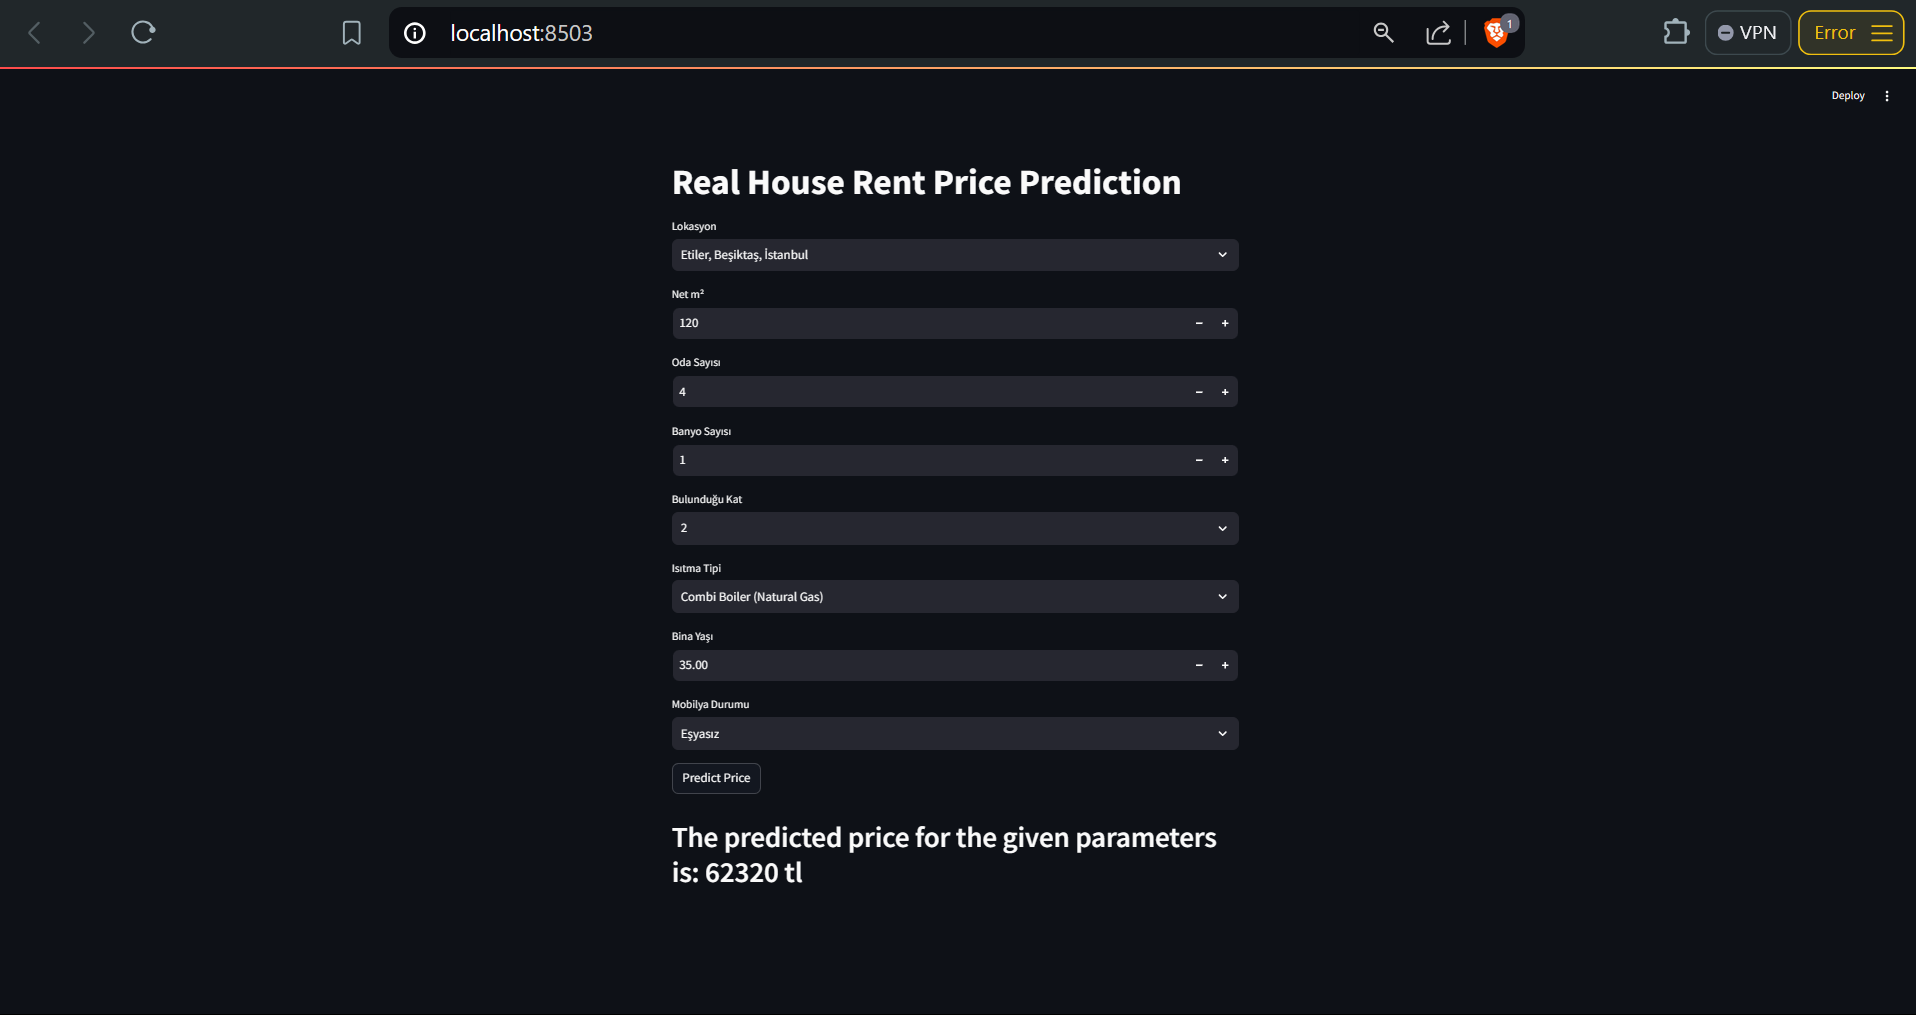 localhost:8503
1
VPN
Error
Deploy
Real House Rent Price Prediction
Lokasyon
Etiler, Beşiktaş, İstanbul
Net m²
120
Oda Sayısı
4
Banyo Sayısı
1
Bulunduğu Kat
2
Isıtma Tipi
Combi Boiler (Natural Gas)
Bina Yaşı
35.00
Mobilya Durumu
Eşyasız
Predict Price
The predicted price for the given parameters
is: 62320 tl